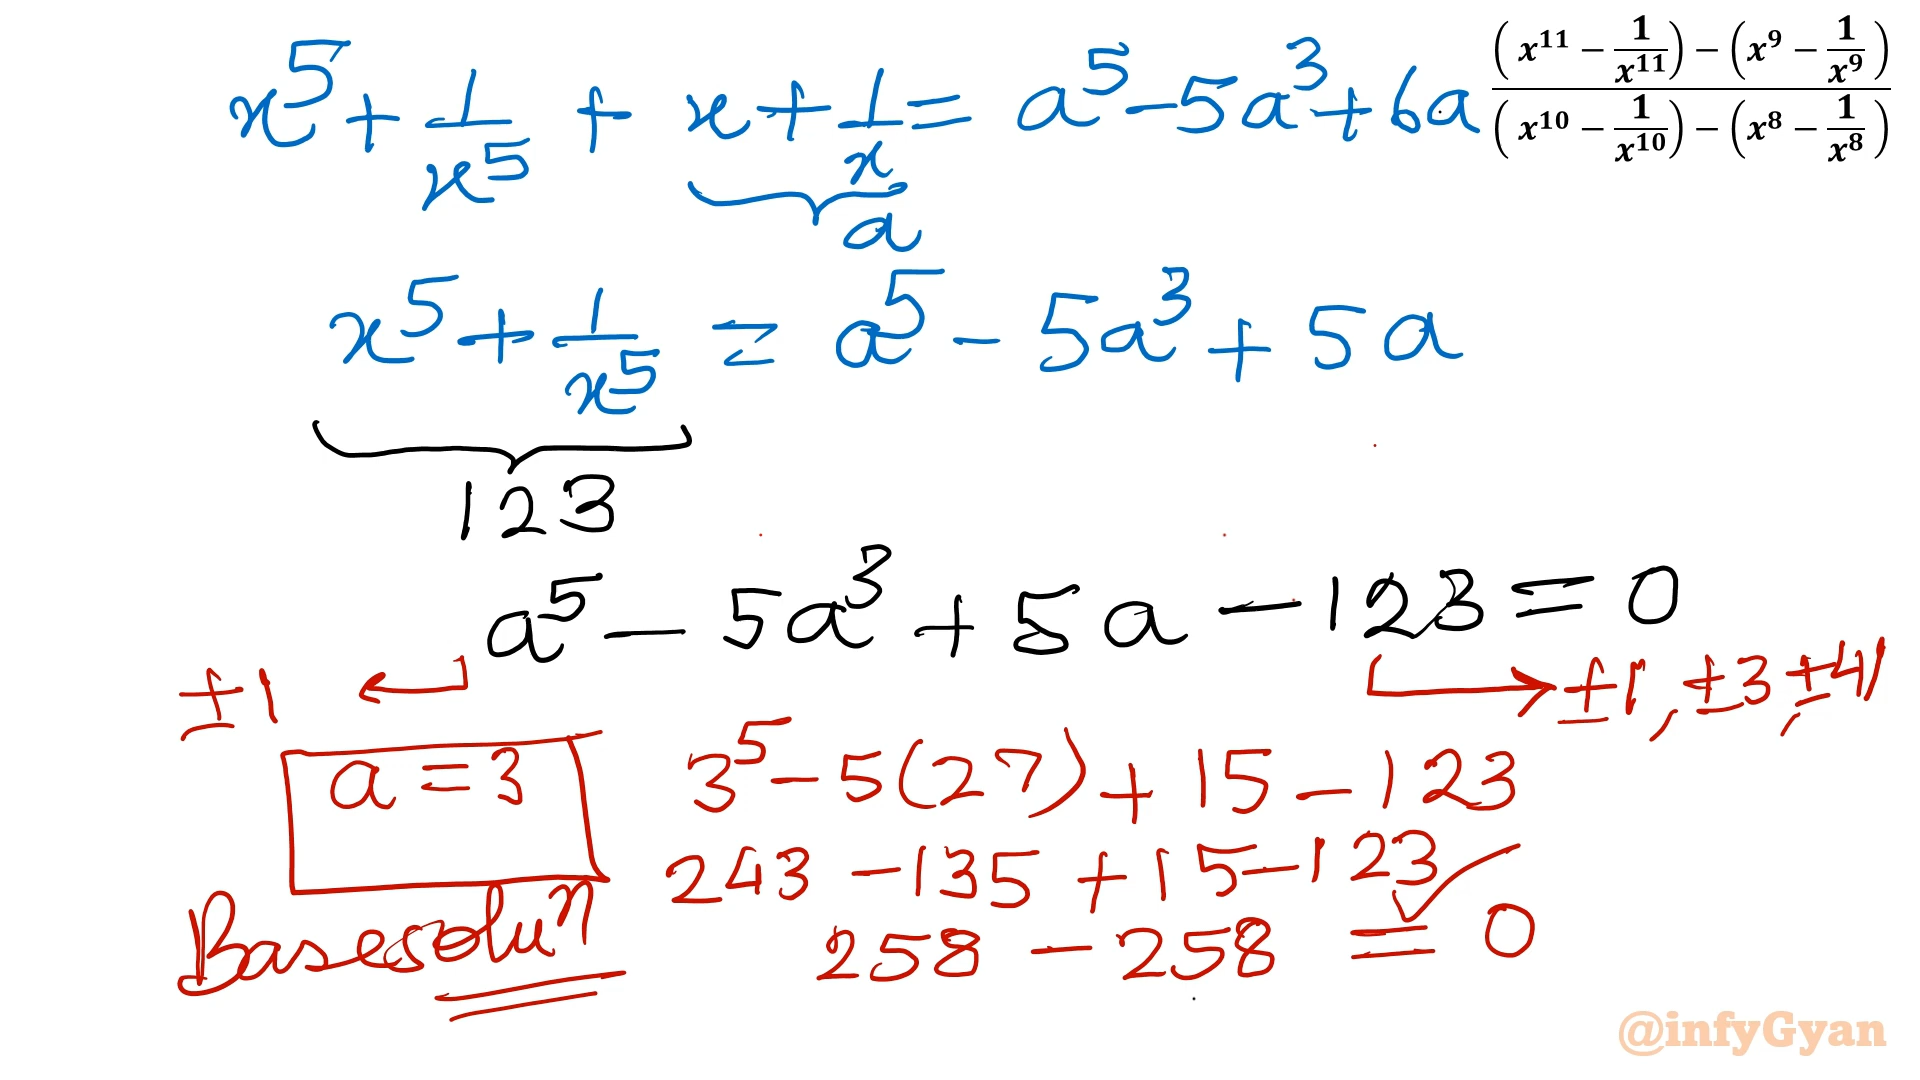 x⁵ + 1/x⁵ + x + 1/x = a⁵ - 5a³ + 6a
((x¹¹ − 1/x¹¹) − (x⁹ − 1/x⁹)) / ((x¹⁰ − 1/x¹⁰) − (x⁸ − 1/x⁸))
a
x⁵ + 1/x⁵ = a⁵ - 5a³ + 5a
123
a⁵ - 5a³ + 5a - 123 = 0
±1 ±1, ±3, ±41
a = 3 3⁵ - 5(27) + 15 - 123
243 - 135 + 15 - 123
Base soluⁿ 258 - 258 = 0
@infyGyan